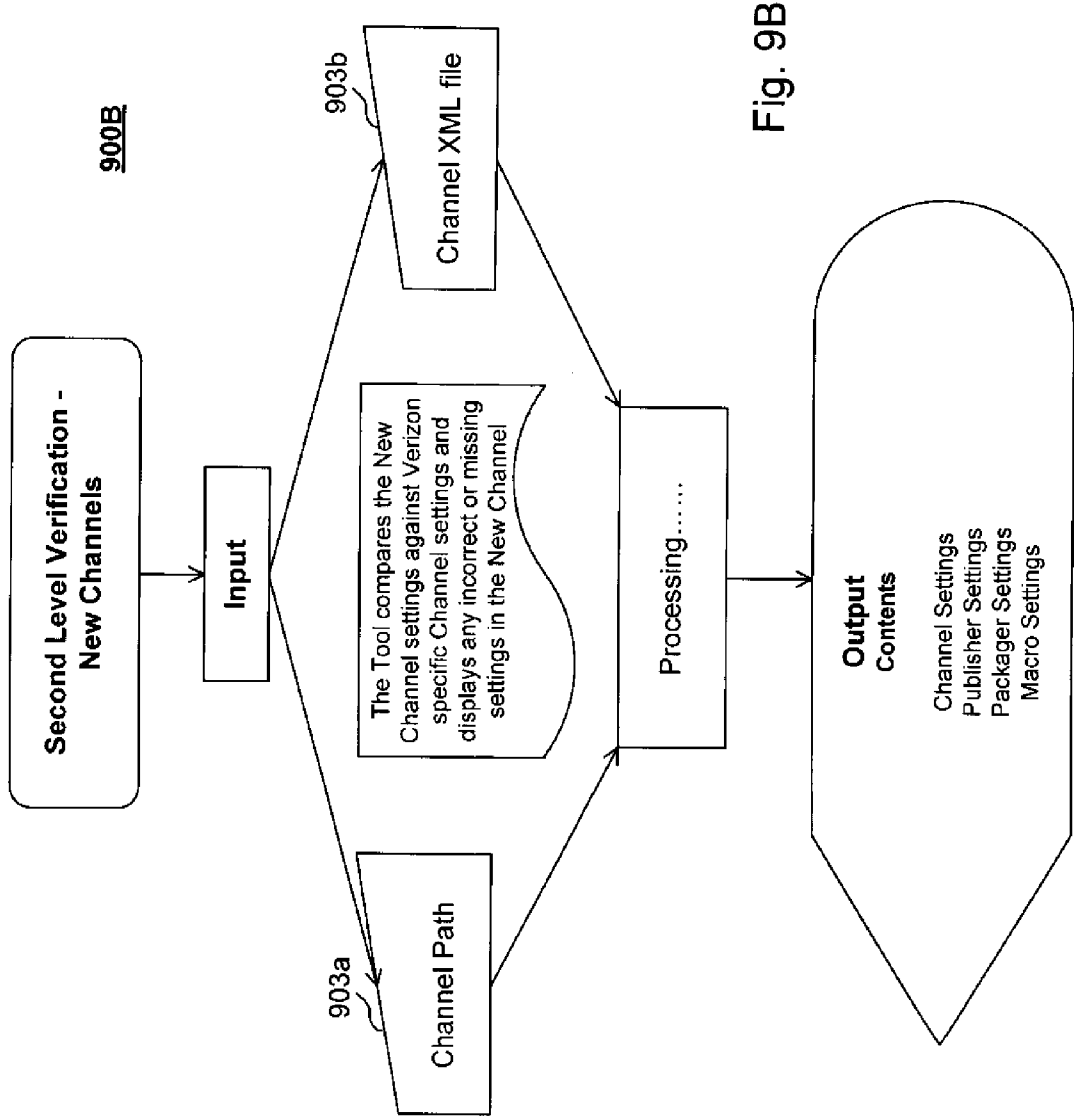 900B
Second Level Verification -
New Channels
Input
903a
Channel Path
903b
Channel XML file
The Tool compares the New
Channel settings against Verizon
specific Channel settings and
displays any incorrect or missing
settings in the New Channel
Processing......
Output
Contents
Channel Settings
Publisher Settings
Packager Settings
Macro Settings
Fig. 9B